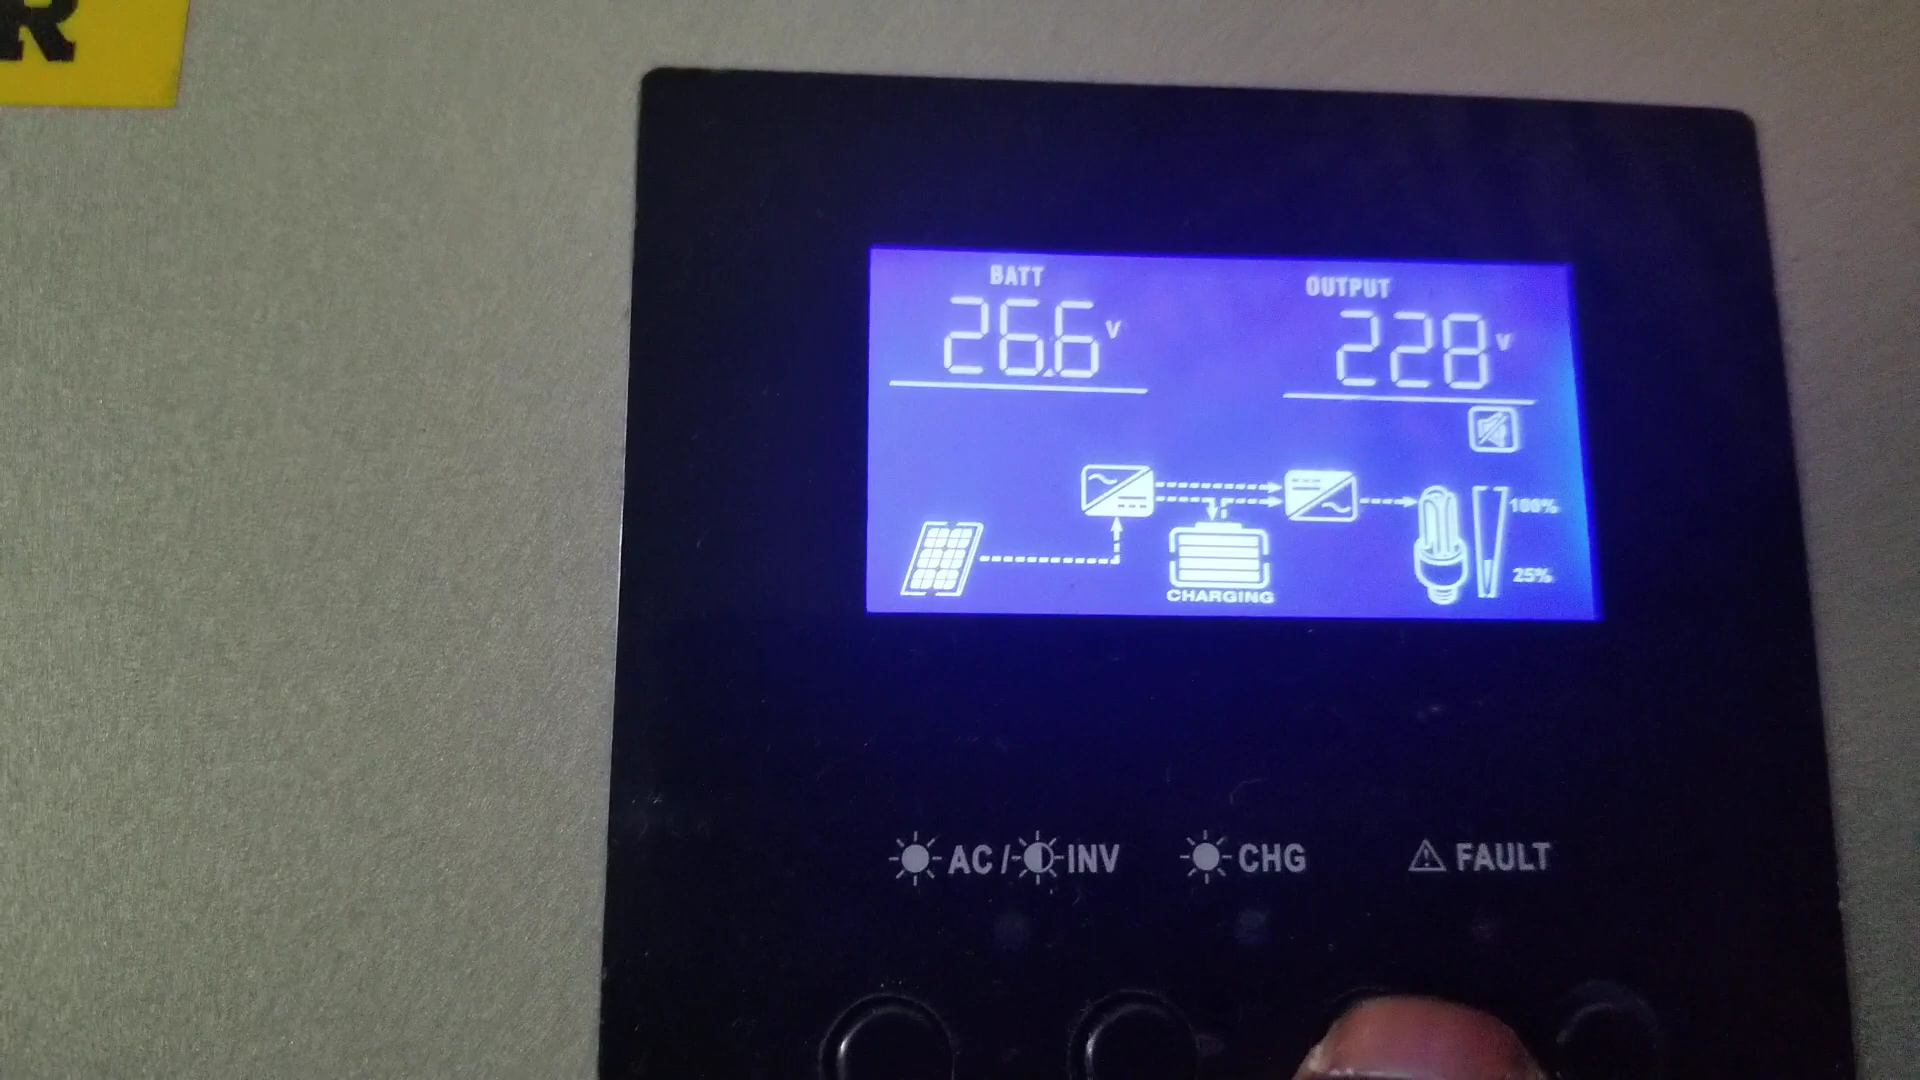 R
BATT
26.6V
OUTPUT
228V
100%
25%
CHARGING
AC / INV
CHG
FAULT